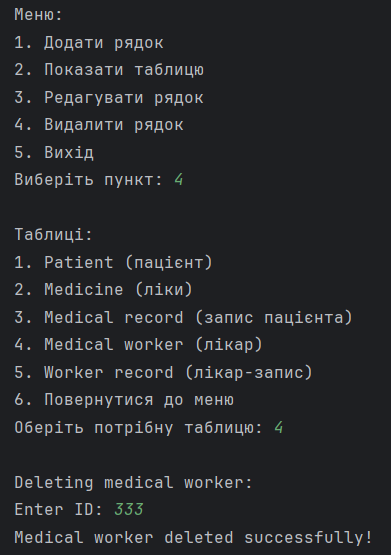 Меню:
1. Додати рядок
2. Показати таблицю
3. Редагувати рядок
4. Видалити рядок
5. Вихід
Виберіть пункт: 4
Таблиці:
1. Patient (пацієнт)
2. Medicine (ліки)
3. Medical record (запис пацієнта)
4. Medical worker (лікар)
5. Worker record (лікар-запис)
6. Повернутися до меню
Оберіть потрібну таблицю: 4
Deleting medical worker:
Enter ID: 333
Medical worker deleted successfully!